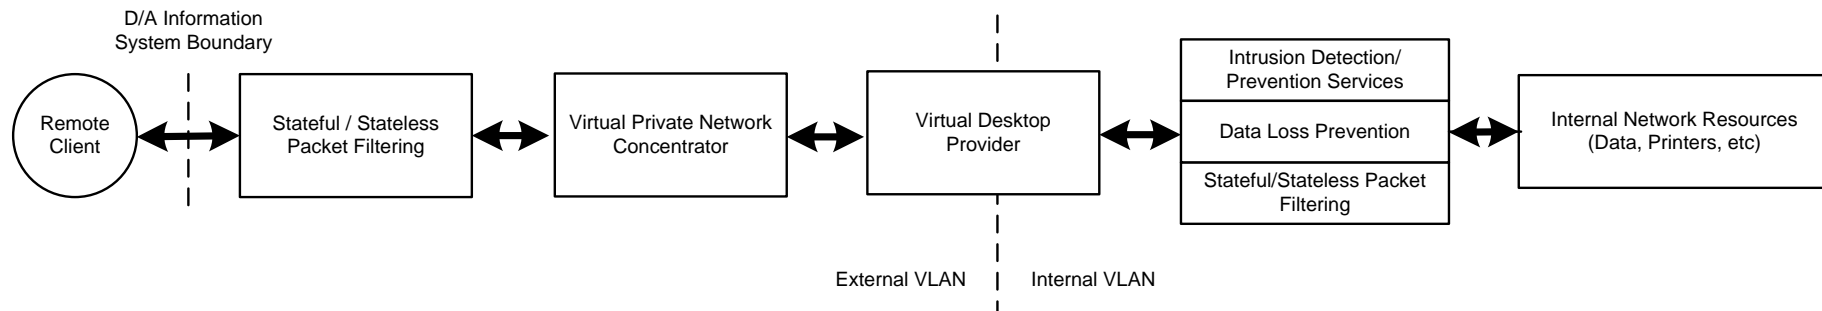 D/A Information
System Boundary
Remote
Client
Stateful / Stateless
Packet Filtering
Virtual Private Network
Concentrator
Virtual Desktop
Provider
Intrusion Detection/
Prevention Services
Data Loss Prevention
Stateful/Stateless Packet
Filtering
Internal Network Resources
(Data, Printers, etc)
External VLAN
Internal VLAN